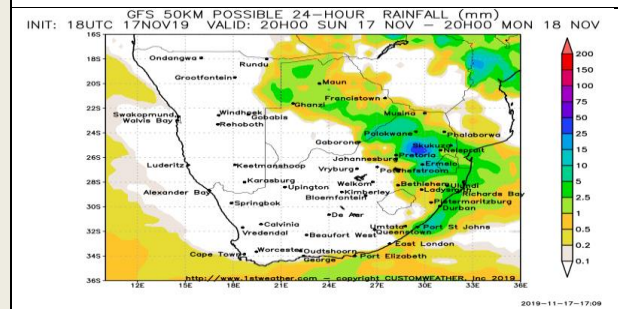 GFS 50KM POSSIBLE 24-HOUR RAINFALL (mm)
INIT: 18UTC 17NOV19 VALID: 20H00 SUN 17 NOV - 20H00 MON 18 NOV
16S
18S
20S
22S
24S
26S
28S
30S
32S
34S
36S
Ondangwa
Rundu
Grootfontein
Maun
Ghanzi
Francistown
Swakopmund
Walvis Bay
Windhoek
Gobabis
Rehoboth
Musina
Polokwane
Phalaborwa
Gaborone
Skukuza
Nelspruit
Pretoria
Johannesburg
Luderitz
Keetmanshoop
Vryburg
Potchefstroom
Ermelo
Karasburg
Upington
Welkom
Bethlehem
Ulundi
Alexander Bay
Kimberley
Ladysmith
Richards Bay
Springbok
Bloemfontein
Pietermaritzburg
Durban
De Aar
Calvinia
Vredendal
Beaufort West
Umtata
Queenstown
Port St Johns
East London
Cape Town
Worcester
Oudtshoorn
George
Port Elizabeth
http://www.1stweather.com - copyright CUSTOMWEATHER, Inc 2019
12E 15E 18E 21E 24E 27E 30E 33E 36E
200
150
100
75
50
25
15
10
5
2.5
1
0.5
0.2
0.1
2019-11-17-17:09